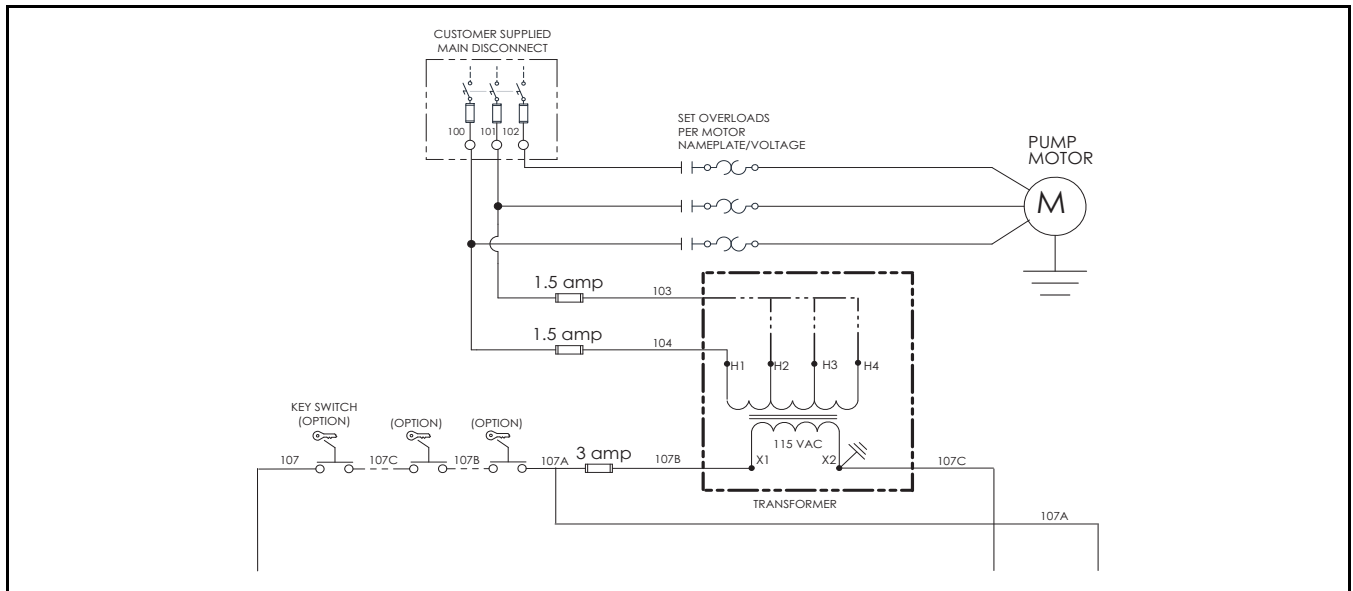 CUSTOMER SUPPLIED
MAIN DISCONNECT
100
101
102
SET OVERLOADS
PER MOTOR
NAMEPLATE/VOLTAGE
PUMP
MOTOR
M
1.5 amp
103
1.5 amp
104
H1
H2
H3
H4
KEY SWITCH
(OPTION)
(OPTION)
(OPTION)
107
107C
107B
107A
3 amp
107B
115 VAC
X1
X2
107C
TRANSFORMER
107A